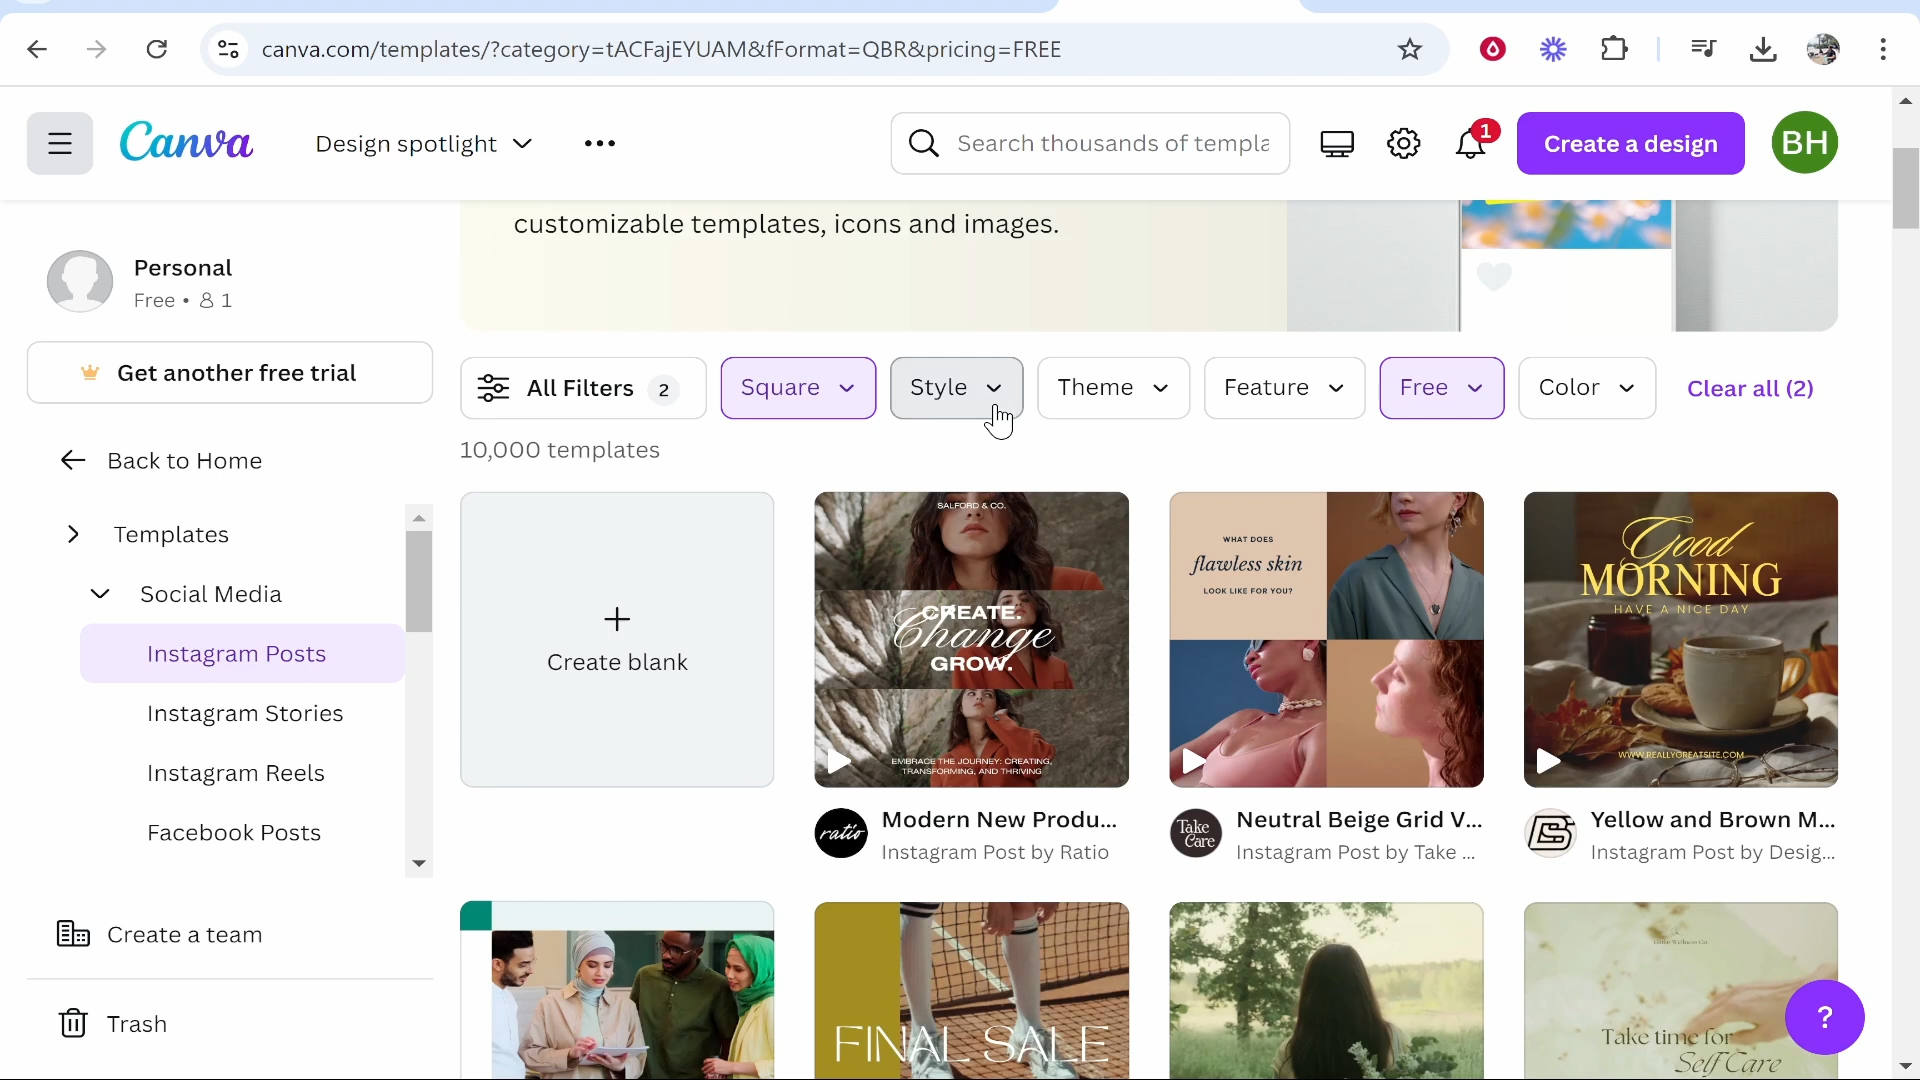 canva.com/templates/?category=tACFajEYUAM&fFormat=QBR&pricing=FREE
Canva
Design spotlight
Search thousands of templa
1
Create a design
BH
customizable templates, icons and images.
Personal
Free • 1
Get another free trial
All Filters 2
Square
Style
Theme
Feature
Free
Color
Clear all (2)
10,000 templates
Back to Home
Templates
Social Media
Instagram Posts
Instagram Stories
Instagram Reels
Facebook Posts
Create a team
Trash
Create blank
SALFORD & CO.
CREATE.
Change
GROW.
EMBRACE THE JOURNEY: CREATING,
TRANSFORMING, AND THRIVING
ratio
Modern New Produ...
Instagram Post by Ratio
WHAT DOES
flawless skin
LOOK LIKE FOR YOU?
Take
Care
Neutral Beige Grid V...
Instagram Post by Take ...
Good
MORNING
HAVE A NICE DAY
WWW.REALLYGREATSITE.COM
Yellow and Brown M...
Instagram Post by Desig...
FINAL SALE
Take time for
Self Care
?